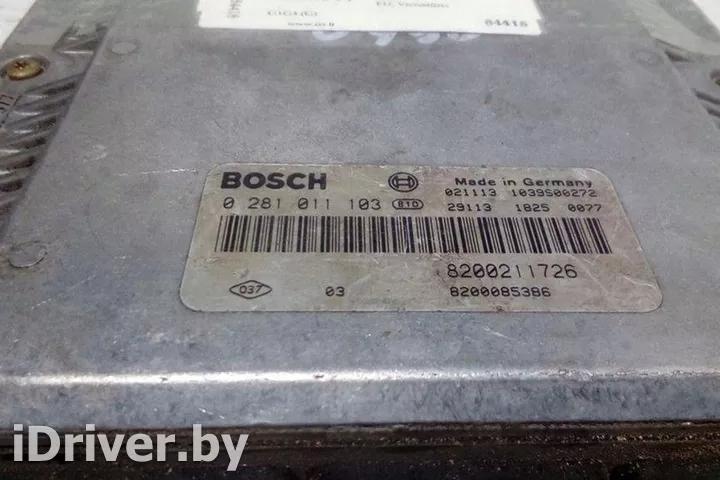 84418
BOSCH
Made in Germany
0 281 011 103 B10
021113 1039S00272
29113 1825 0077
8200211726
037 03 8200085386
iDriver.by